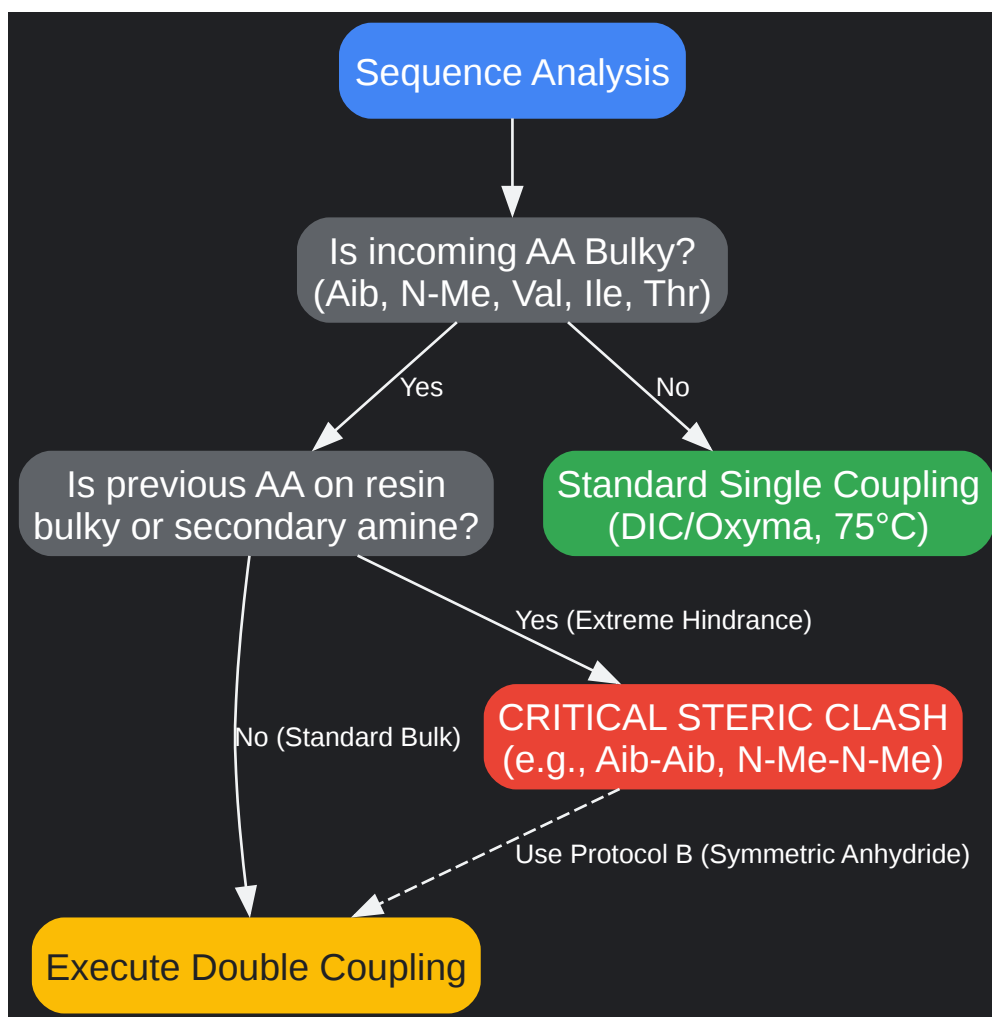 Sequence Analysis
Is incoming AA Bulky?
(Aib, N-Me, Val, Ile, Thr)
Yes
No
Is previous AA on resin
bulky or secondary amine?
Standard Single Coupling
(DIC/Oxyma, 75°C)
Yes (Extreme Hindrance)
No (Standard Bulk)
CRITICAL STERIC CLASH
(e.g., Aib-Aib, N-Me-N-Me)
Use Protocol B (Symmetric Anhydride)
Execute Double Coupling